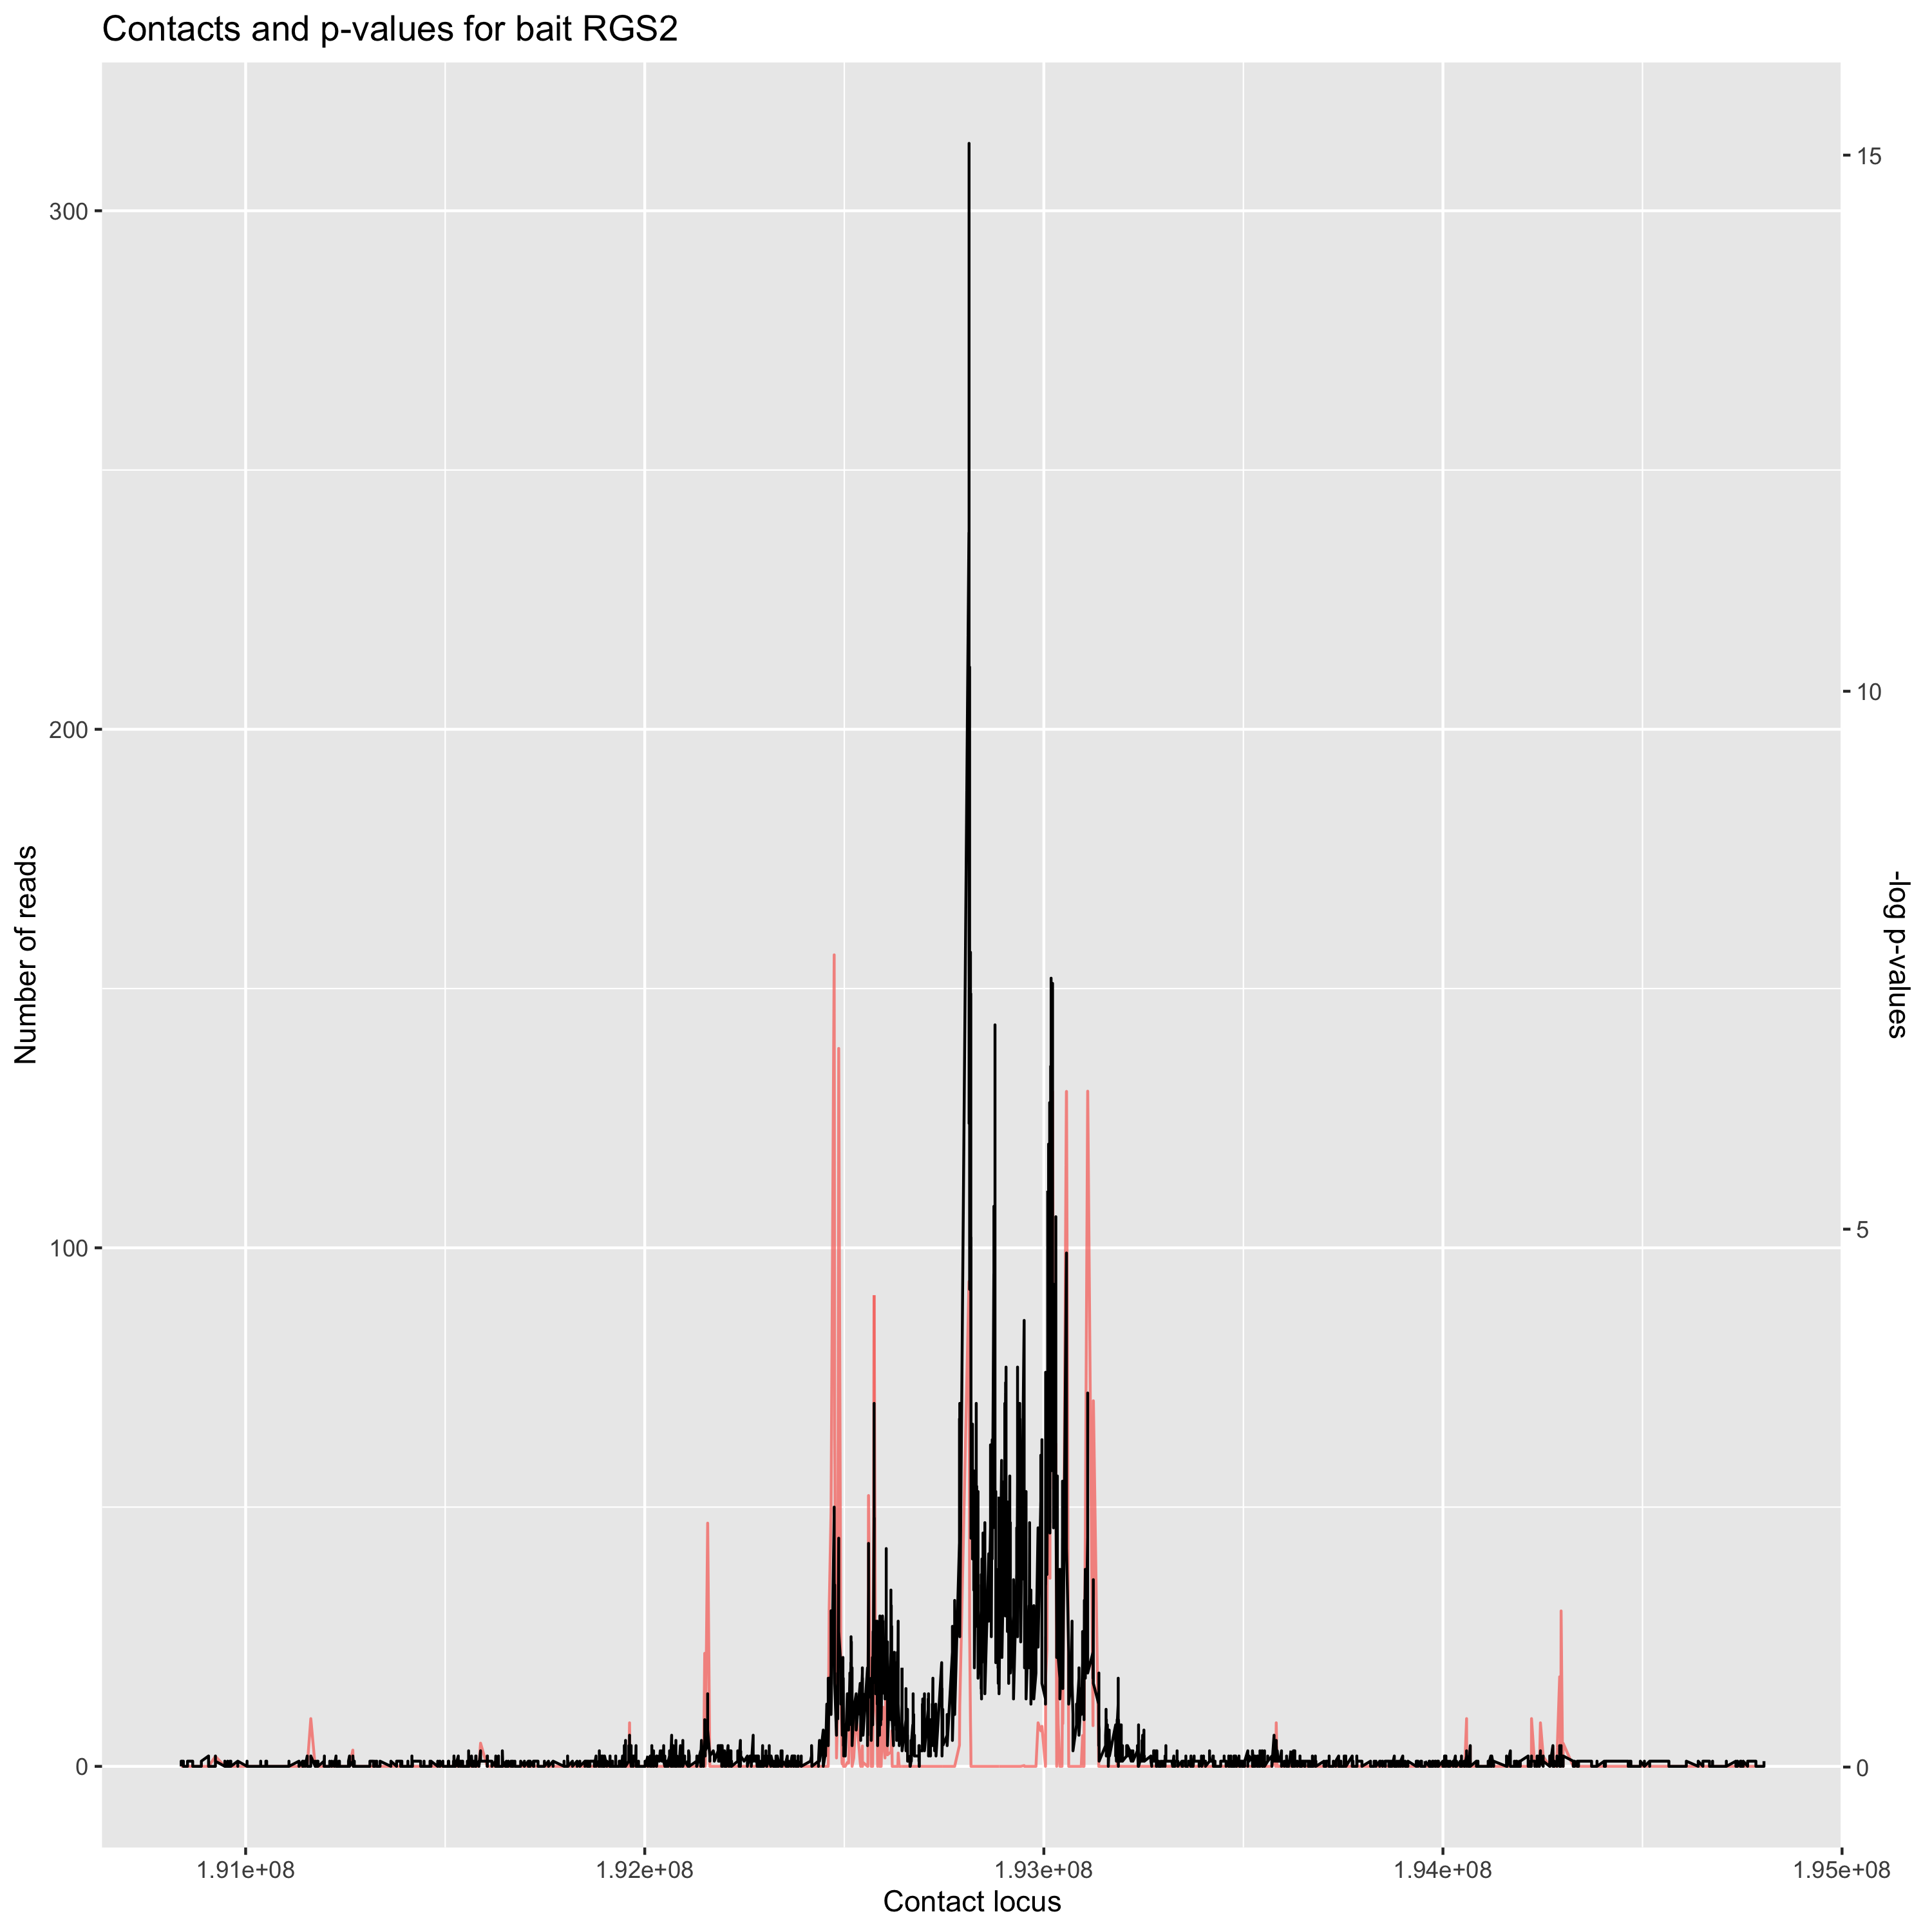 Contacts and p-values for bait RGS2
Number of reads
300
200
100
0
15
10
5
0
-log p-values
1.91e+08
1.92e+08
1.93e+08
1.94e+08
1.95e+08
Contact locus